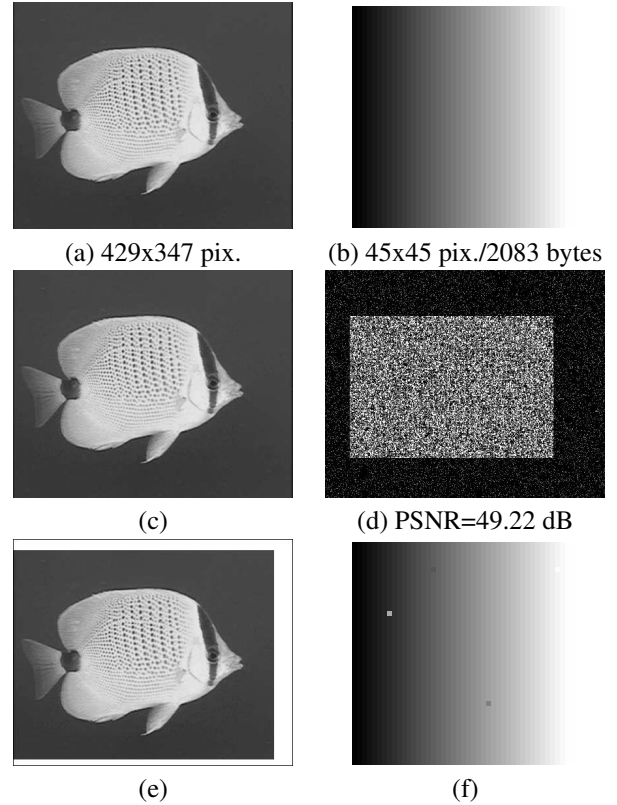 (a) 429x347 pix.
(b) 45x45 pix./2083 bytes
(c)
(d) PSNR=49.22 dB
(e)
(f)